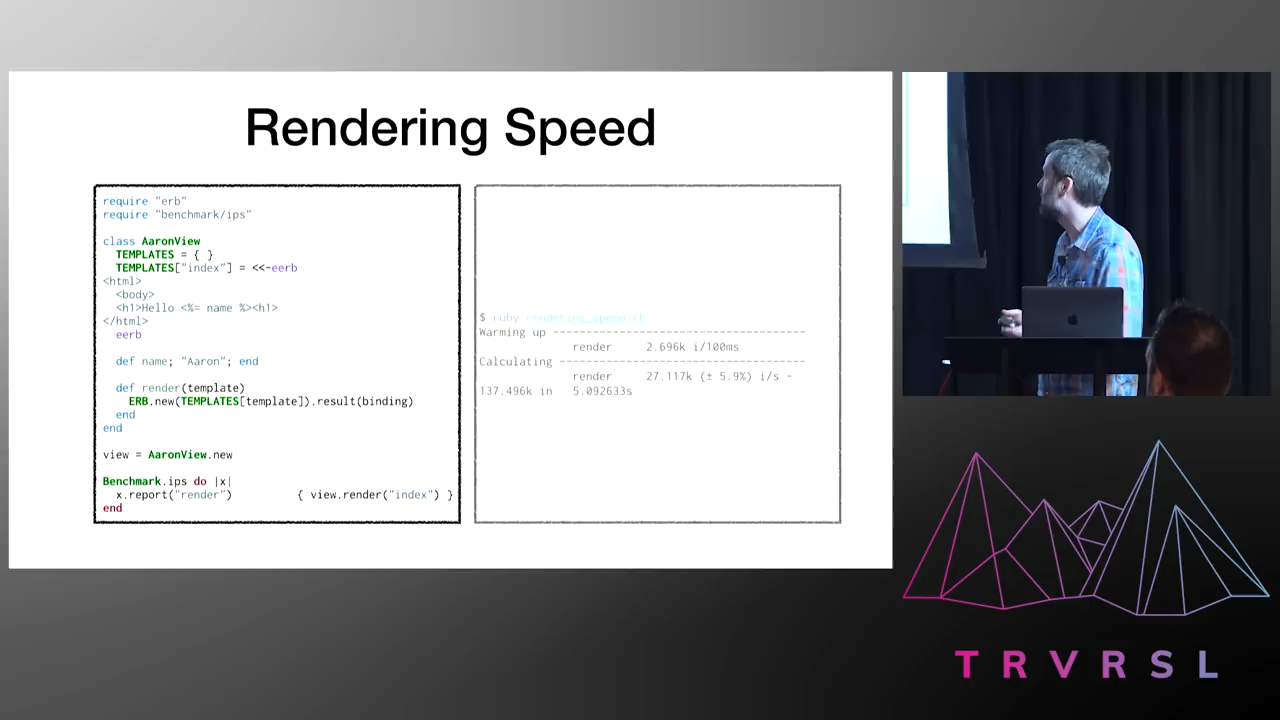 Rendering Speed
require "erb"
require "benchmark/ips"
class AaronView
  TEMPLATES = { }
  TEMPLATES["index"] = <<-eerb
<html>
  <body>
  <h1>Hello <%= name %><h1>
</html>
  eerb
  def name; "Aaron"; end
  def render(template)
    ERB.new(TEMPLATES[template]).result(binding)
  end
end
view = AaronView.new
Benchmark.ips do |x|
  x.report("render")          { view.render("index") }
end
$ ruby rendering_speed.rb
Warming up --------------------------------------
              render     2.696k i/100ms
Calculating -------------------------------------
              render     27.117k (± 5.9%) i/s -
137.496k in   5.092633s
TRVRSL